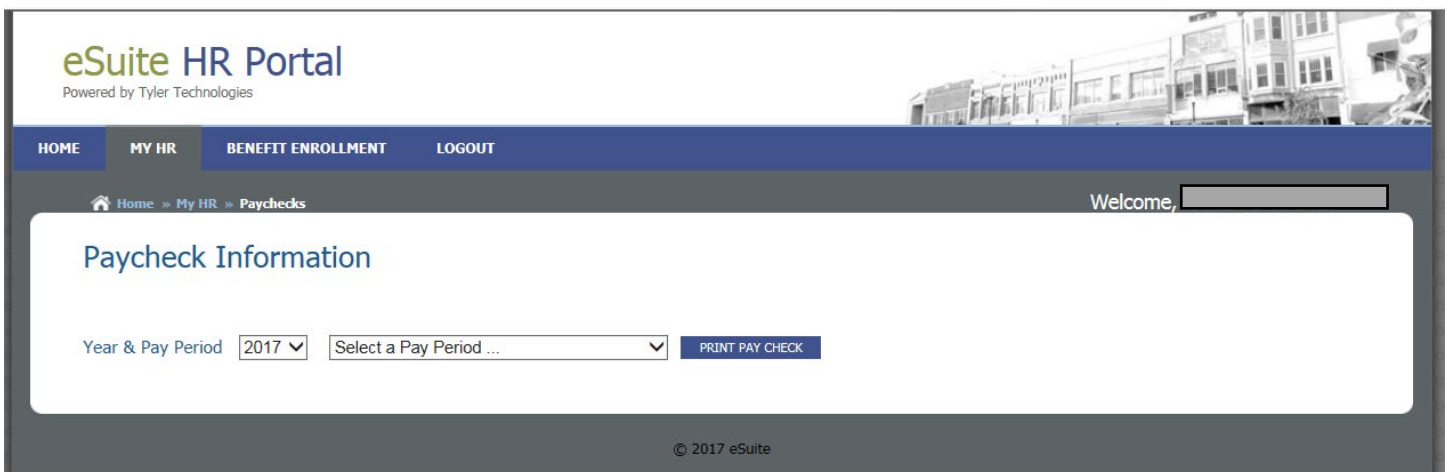 eSuite HR Portal
Powered by Tyler Technologies
HOME MY HR BENEFIT ENROLLMENT LOGOUT
Home » My HR » Paychecks Welcome,
Paycheck Information
Year & Pay Period 2017 Select a Pay Period ... PRINT PAY CHECK
© 2017 eSuite